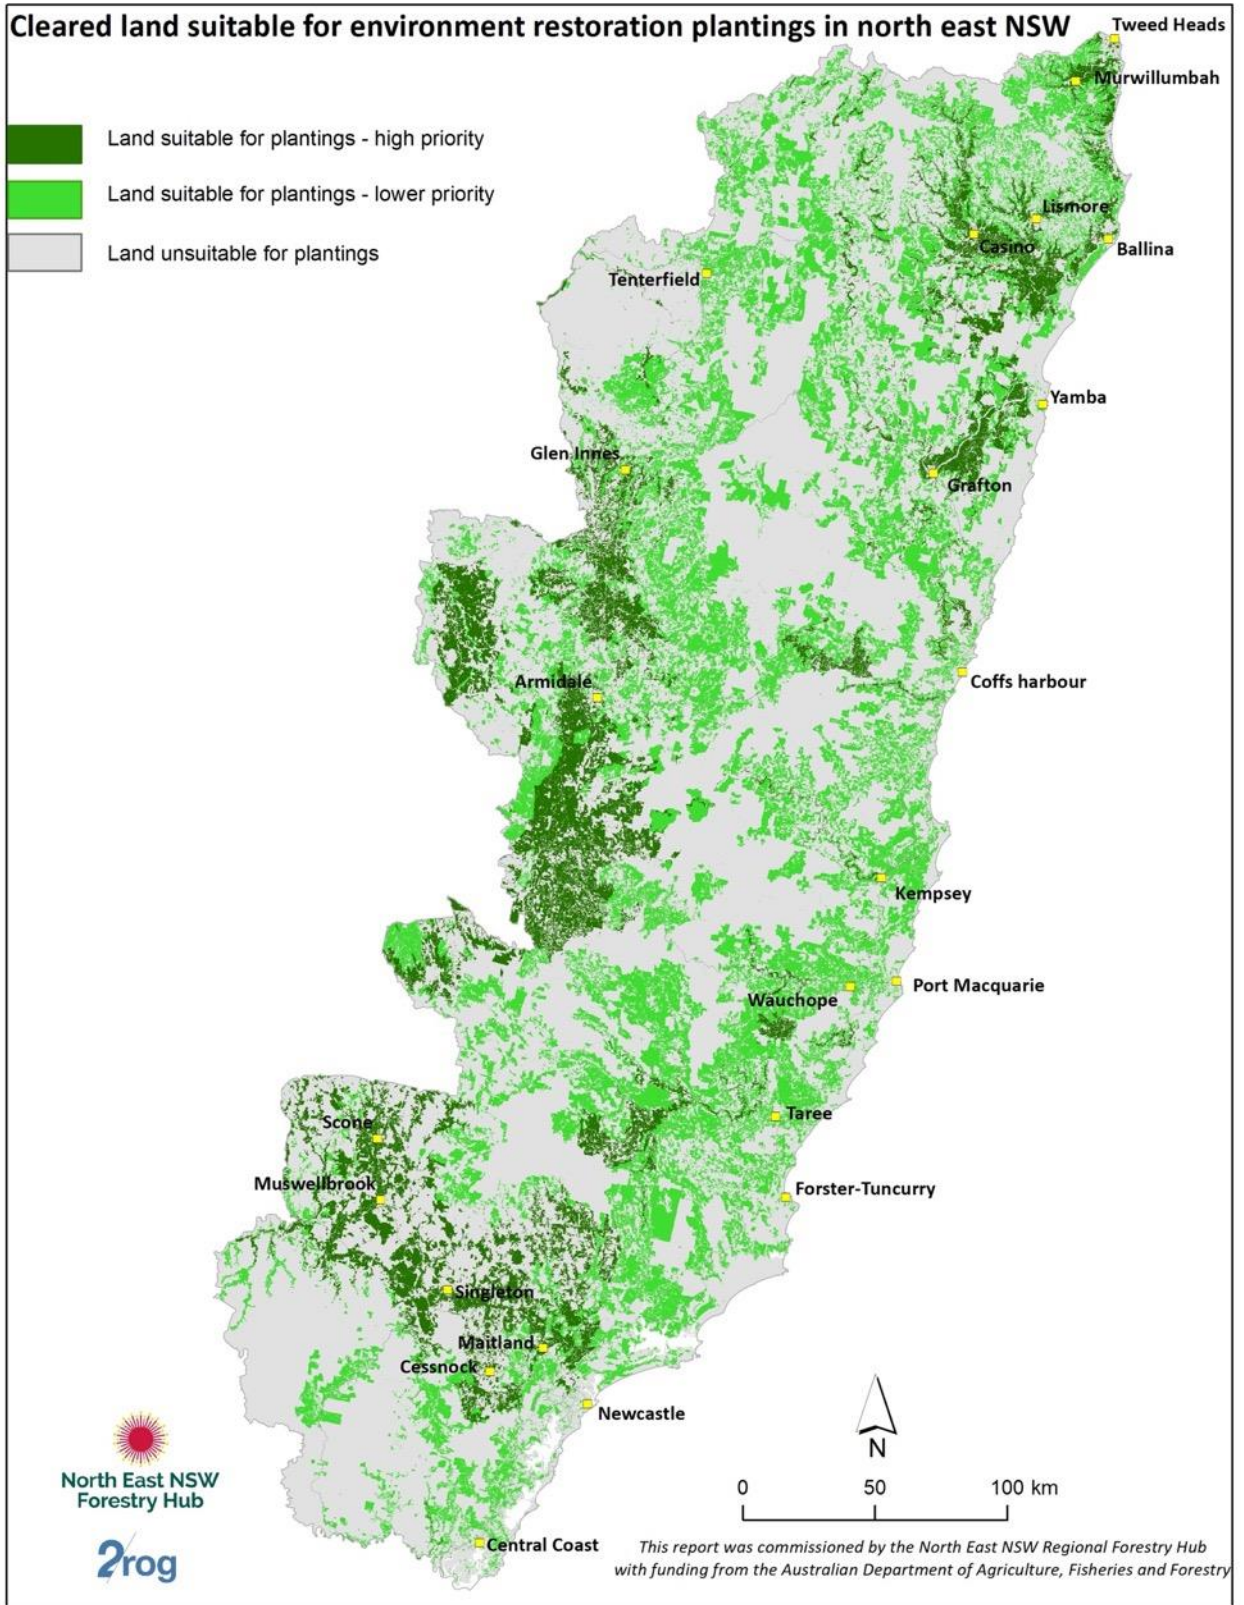 Cleared land suitable for environment restoration plantings in north east NSW
Tweed Heads
Murwillumbah
Land suitable for plantings - high priority
Land suitable for plantings - lower priority
Land unsuitable for plantings
Lismore
Casino
Ballina
Tenterfield
Yamba
Glen Innes
Grafton
Armidale
Coffs harbour
Kempsey
Port Macquarie
Wauchope
Taree
Scone
Muswellbrook
Forster-Tuncurry
Singleton
Maitland
Cessnock
Newcastle
N
North East NSW
Forestry Hub
0 50 100 km
2rog
Central Coast
This report was commissioned by the North East NSW Regional Forestry Hub
with funding from the Australian Department of Agriculture, Fisheries and Forestry